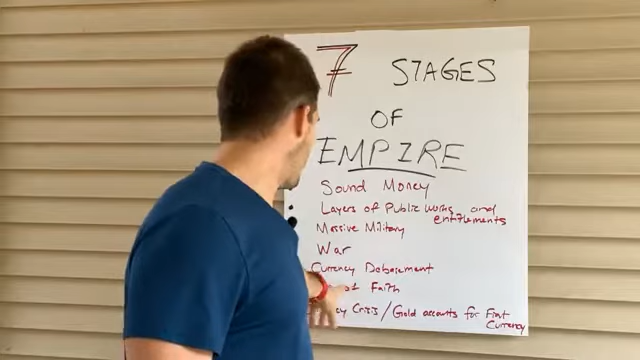 7 STAGES
OF
EMPIRE
Sound Money
Layers of Public Works and
entitlements
Massive Military
War
Currency Debasement
Faith
Crisis / Gold accounts for Fiat
Currency